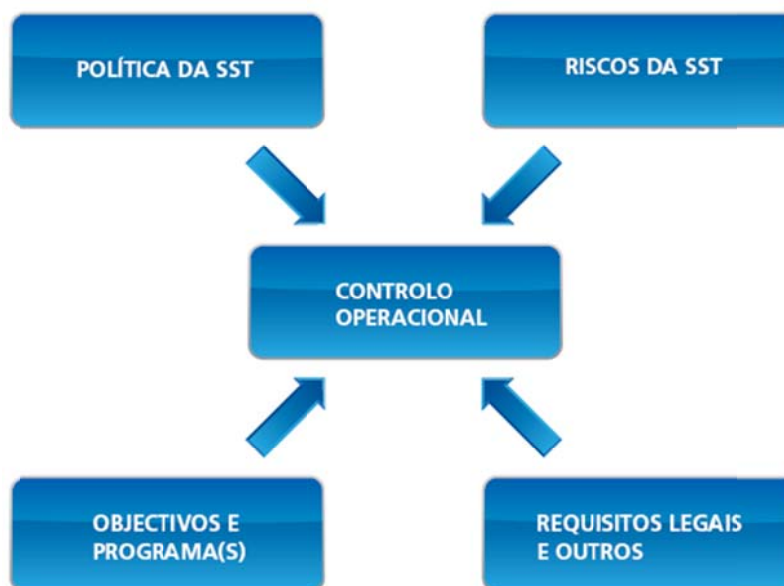 POLÍTICA DA SST
RISCOS DA SST
CONTROLO
OPERACIONAL
OBJECTIVOS E
PROGRAMA(S)
REQUISITOS LEGAIS
E OUTROS